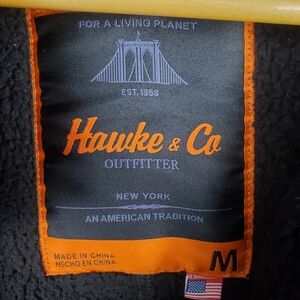 FOR A LIVING PLANET
EST. 1958
Hawke & Co
OUTFITTER
NEW YORK
AN AMERICAN TRADITION
MADE IN CHINA
HECHO EN CHINA
M